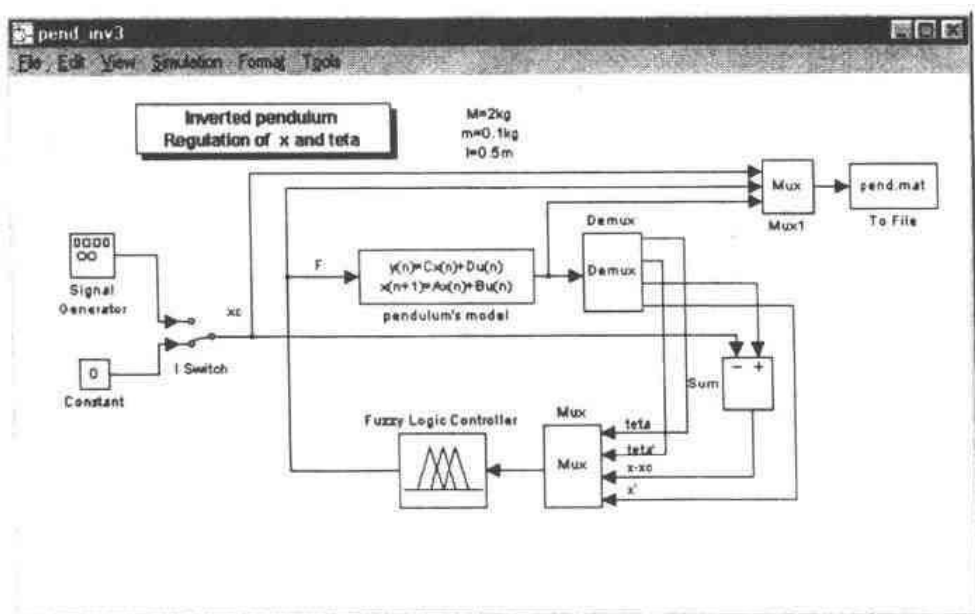 pend_inv3
File Edit View Simulation Format Tools
Inverted pendulum
Regulation of x and teta
M=2kg
m=0.1kg
l=0.5m
Mux
Mux1
pend.mat
To File
Demux
Demux
Signal
Generator
F
y(n)=Cx(n)+Du(n)
x(n+1)=Ax(n)+Bu(n)
pendulum's model
xc
I Switch
0
Constant
- +
Sum
Fuzzy Logic Controller
Mux
Mux
teta
teta'
x-xc
x'